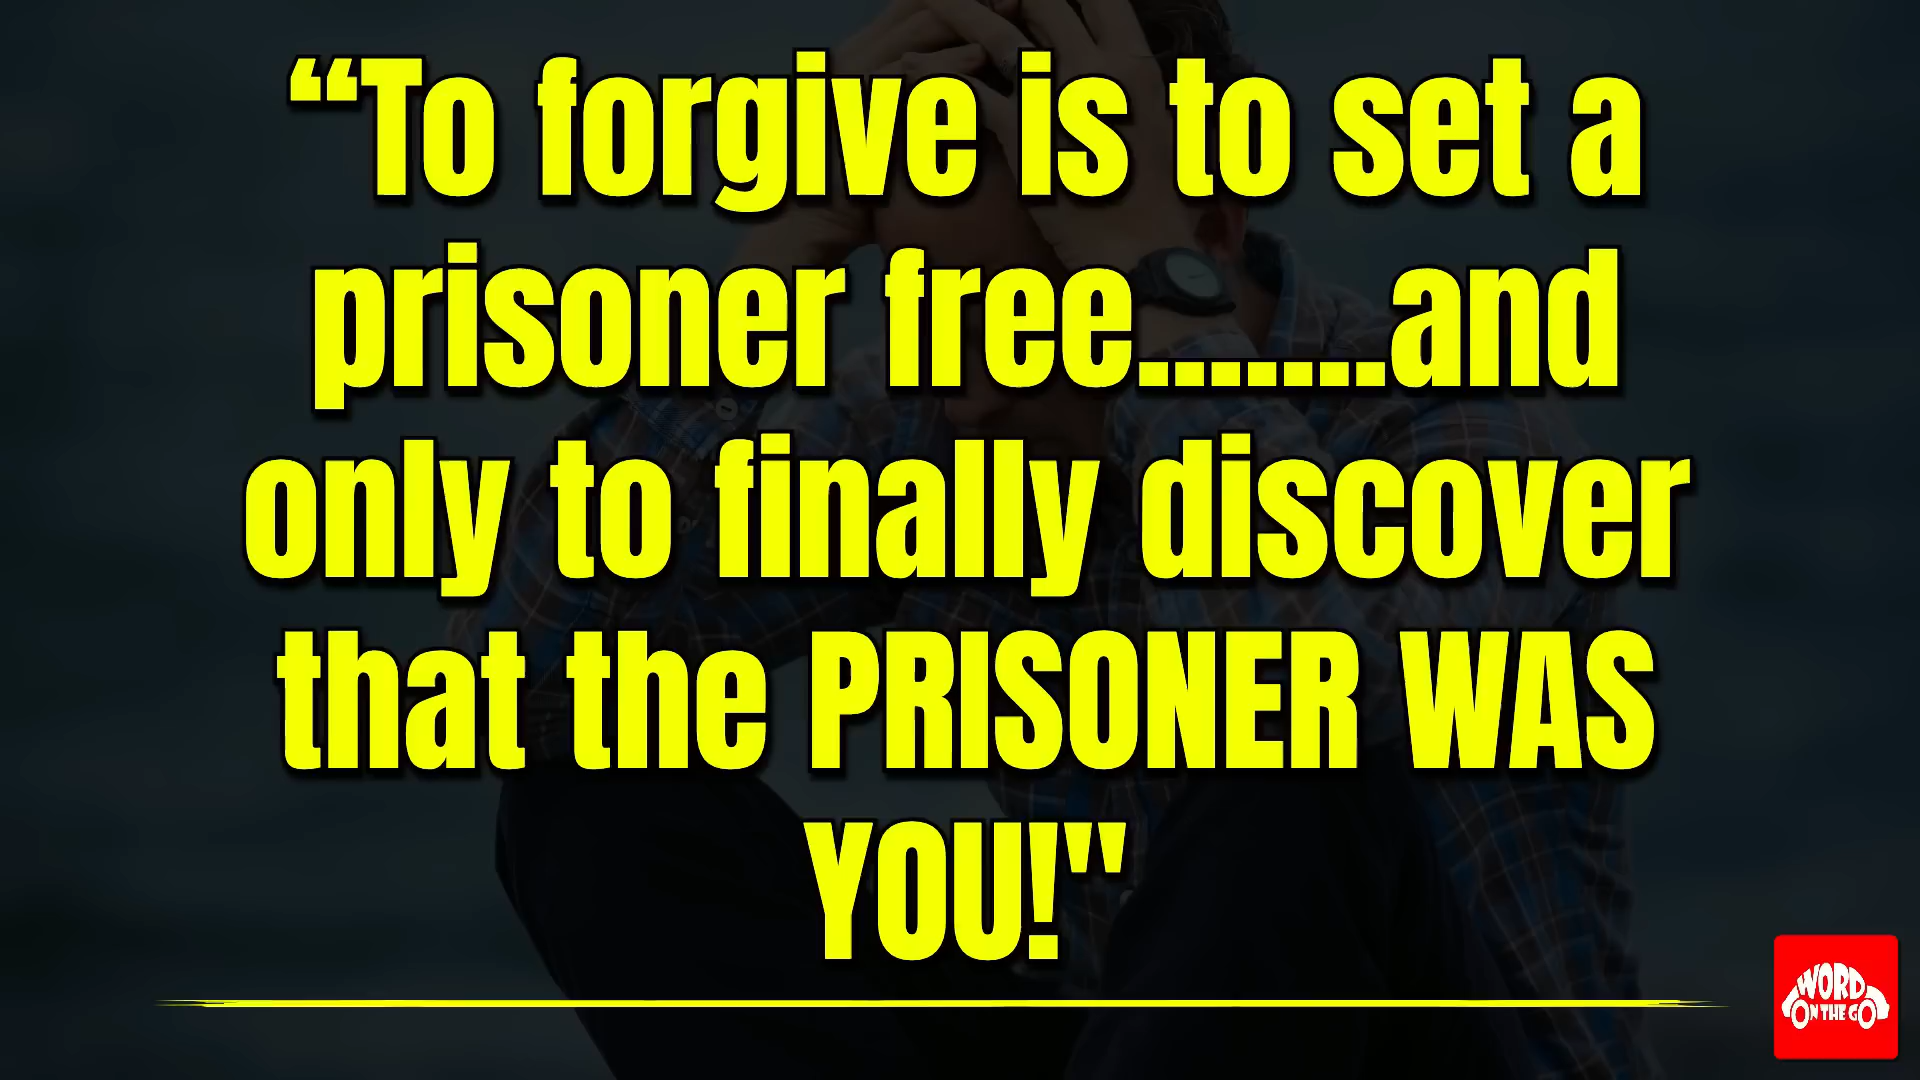 “To forgive is to set a
prisoner free.......and
only to finally discover
that the PRISONER WAS
YOU!"
WORD
ON THE GO